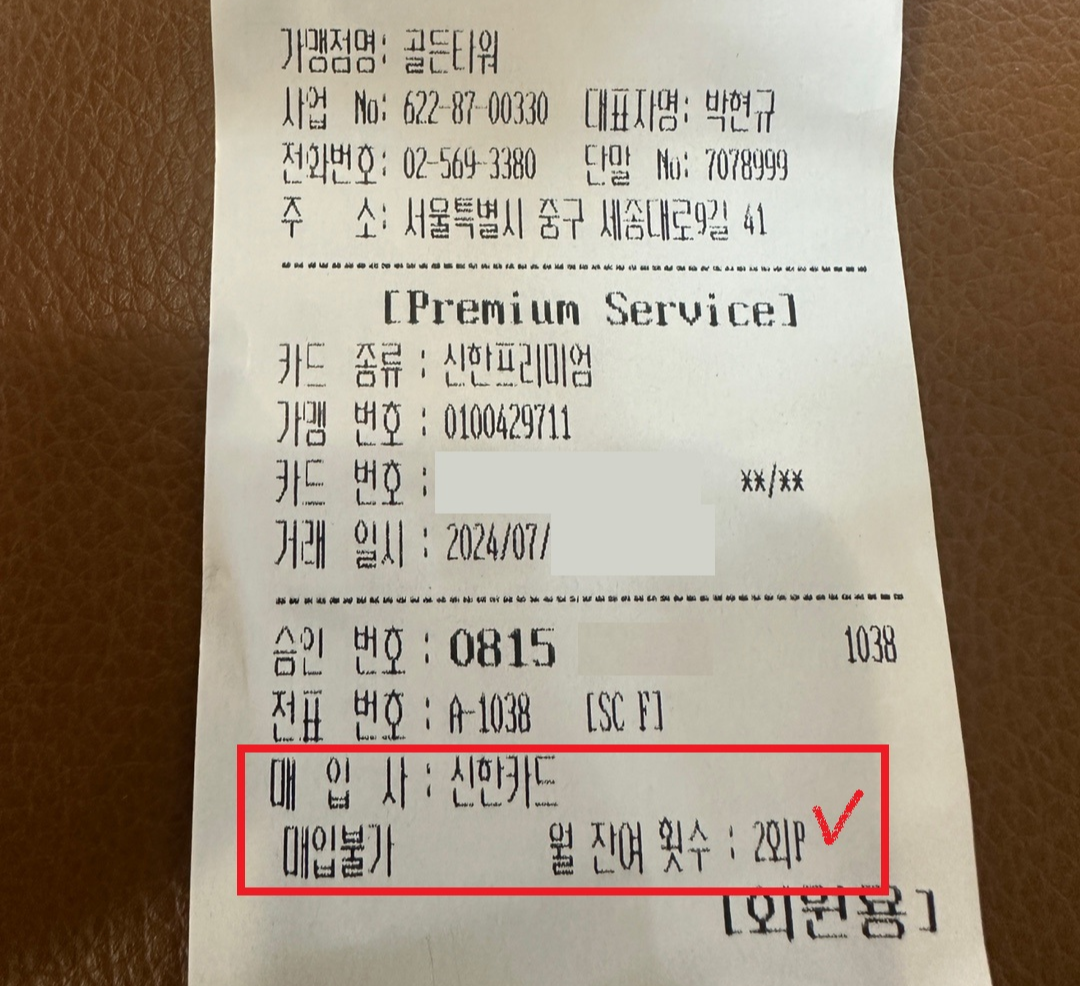 가맹점명: 골든타워
사업 No: 622-87-00330 대표자명: 박현규
전화번호: 02-569-3380 단말 No: 7078999
주 소: 서울특별시 중구 세종대로9길 41
[Premium Service]
카드 종류 : 신한프리미엄
가맹 번호 : 0100429711
카드 번호 : **/**
거래 일시 : 2024/07/
승인 번호 : 0815 1038
전표 번호 : A-1038 [SC F]
매 입 사 : 신한카드
매입불가 월 잔여 횟수 : 2회P
[회원용]